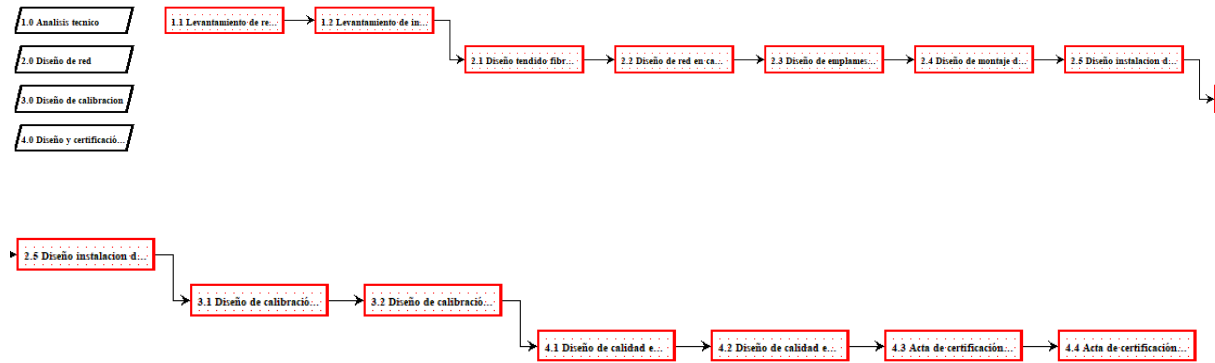 1.0 Analisis tecnico
1.1 Levantamiento de re...
1.2 Levantamiento de in...
2.0 Diseño de red
2.1 Diseño tendido fibr...
2.2 Diseño de red en ca...
2.3 Diseño de emplames...
2.4 Diseño de montaje d...
2.5 Diseño instalacion d...
3.0 Diseño de calibracion
4.0 Diseño y certificació...
2.5 Diseño instalacion d...
3.1 Diseño de calibració...
3.2 Diseño de calibració...
4.1 Diseño de calidad e...
4.2 Diseño de calidad e...
4.3 Acta de certificación...
4.4 Acta de certificación...